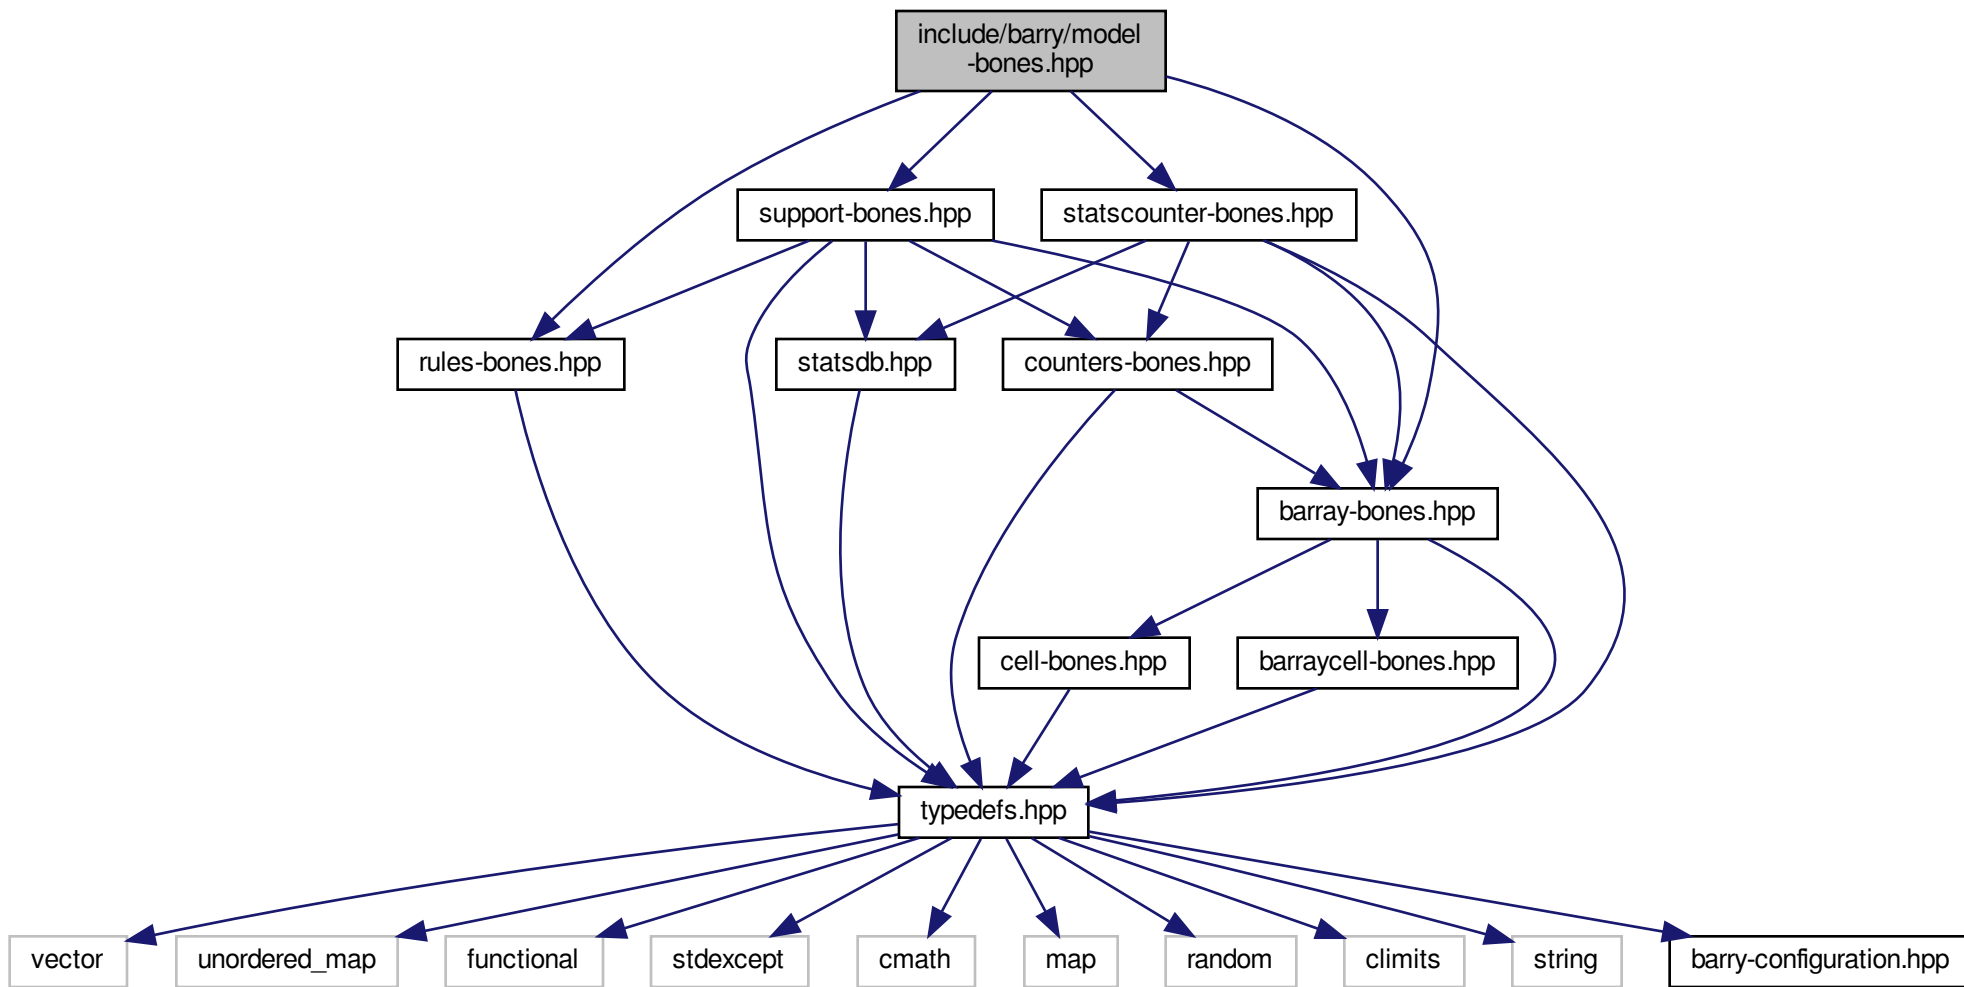 include/barry/model
-bones.hpp
support-bones.hpp
statscounter-bones.hpp
rules-bones.hpp
statsdb.hpp
counters-bones.hpp
barray-bones.hpp
cell-bones.hpp
barraycell-bones.hpp
typedefs.hpp
vector
unordered_map
functional
stdexcept
cmath
map
random
climits
string
barry-configuration.hpp